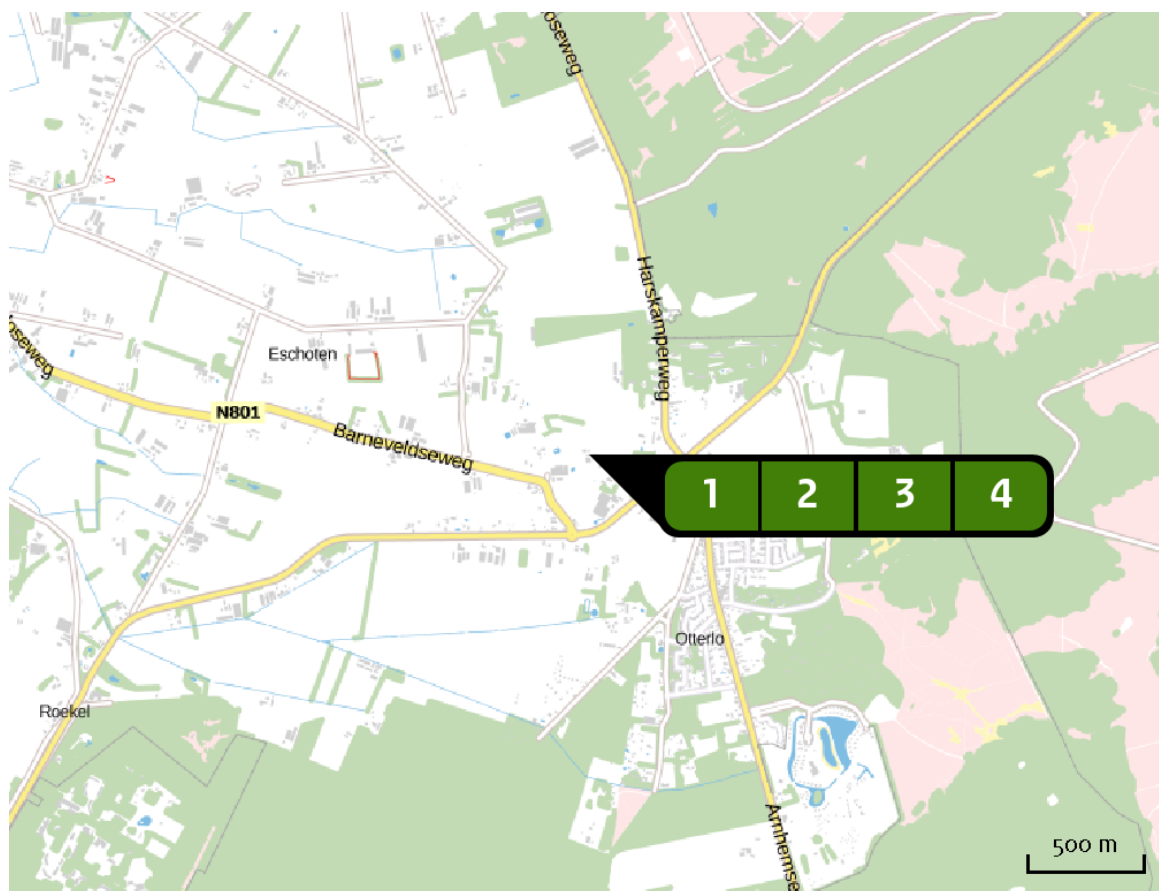 oseweg
Harskamperweg
Eschoten
oseweg
N801
Barneveldseweg
1 2 3 4
Otterlo
Roekel
Arnhemse
500 m